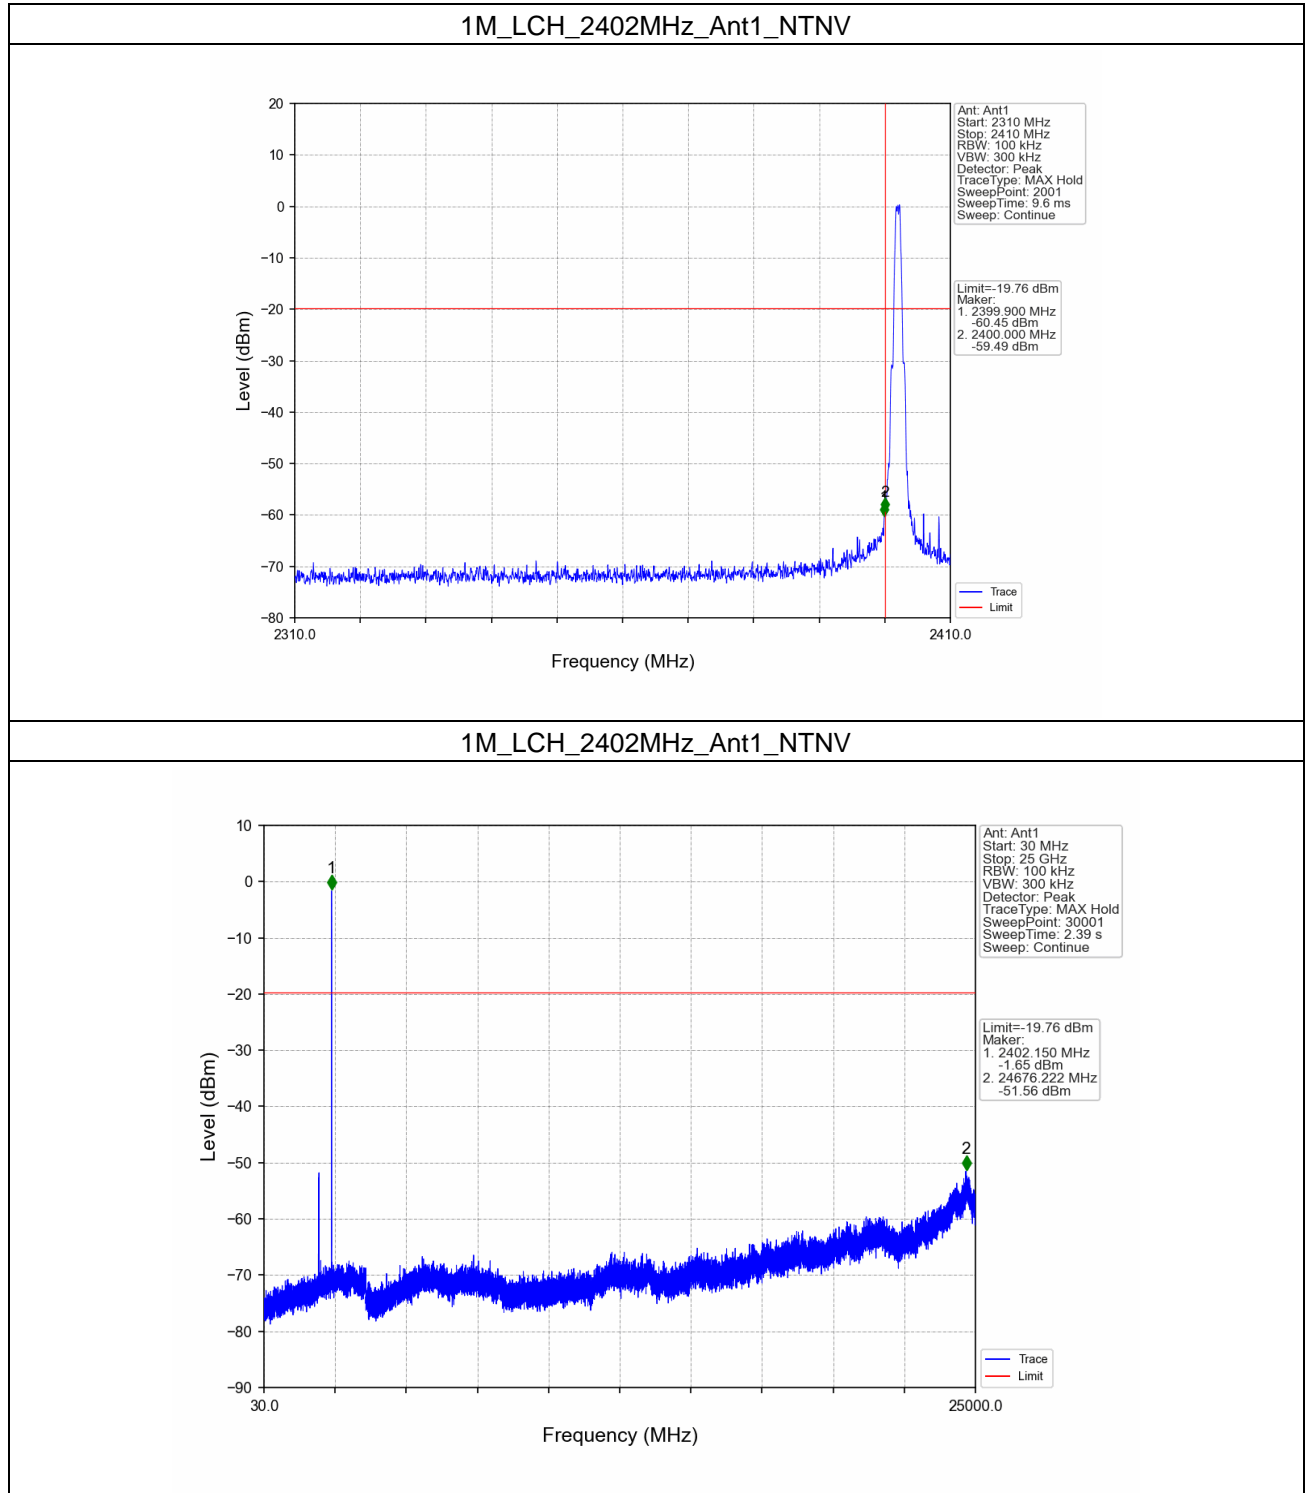 1M_LCH_2402MHz_Ant1_NTNV
20
10
0
−10
−20
−30
−40
−50
−60
−70
−80
Level (dBm)
2310.0
2410.0
Frequency (MHz)
2
Ant: Ant1
Start: 2310 MHz
Stop: 2410 MHz
RBW: 100 kHz
VBW: 300 kHz
Detector: Peak
TraceType: MAX Hold
SweepPoint: 2001
SweepTime: 9.6 ms
Sweep: Continue
Limit=-19.76 dBm
Maker:
1. 2399.900 MHz
-60.45 dBm
2. 2400.000 MHz
-59.49 dBm
Trace
Limit
1M_LCH_2402MHz_Ant1_NTNV
10
0
−10
−20
−30
−40
−50
−60
−70
−80
−90
Level (dBm)
30.0
25000.0
Frequency (MHz)
1
2
Ant: Ant1
Start: 30 MHz
Stop: 25 GHz
RBW: 100 kHz
VBW: 300 kHz
Detector: Peak
TraceType: MAX Hold
SweepPoint: 30001
SweepTime: 2.39 s
Sweep: Continue
Limit=-19.76 dBm
Maker:
1. 2402.150 MHz
-1.65 dBm
2. 24676.222 MHz
-51.56 dBm
Trace
Limit